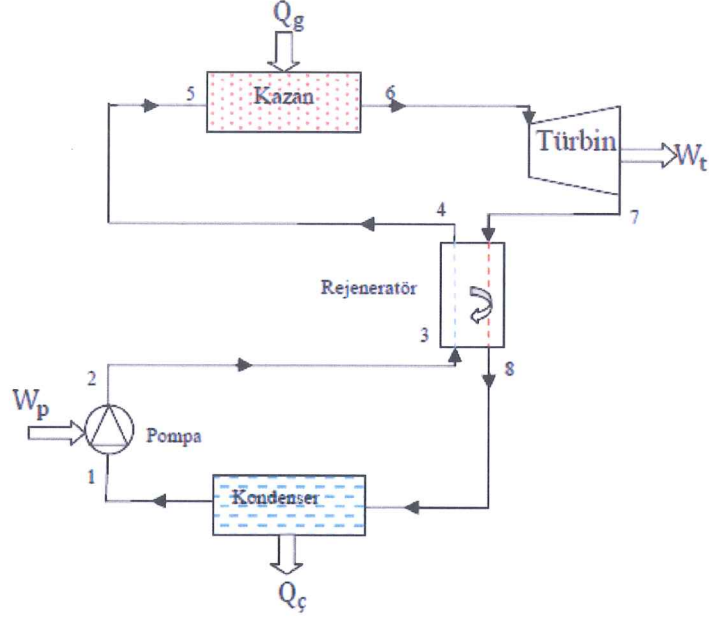 Qg
5
Kazan
6
Türbin
Wt
4
7
Rejeneratör
3
8
2
Wp
Pompa
1
Kondenser
Qç